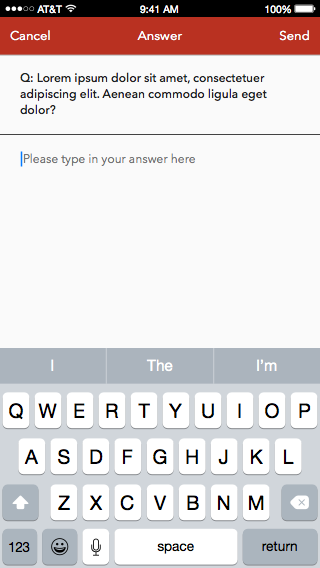 AT&T 9:41 AM 100%
Cancel Answer Send
Q: Lorem ipsum dolor sit amet, consectetuer
adipiscing elit. Aenean commodo ligula eget
dolor?
Please type in your answer here
I The I'm
Q W E R T Y U I O P
A S D F G H J K L
Z X C V B N M
123 space return